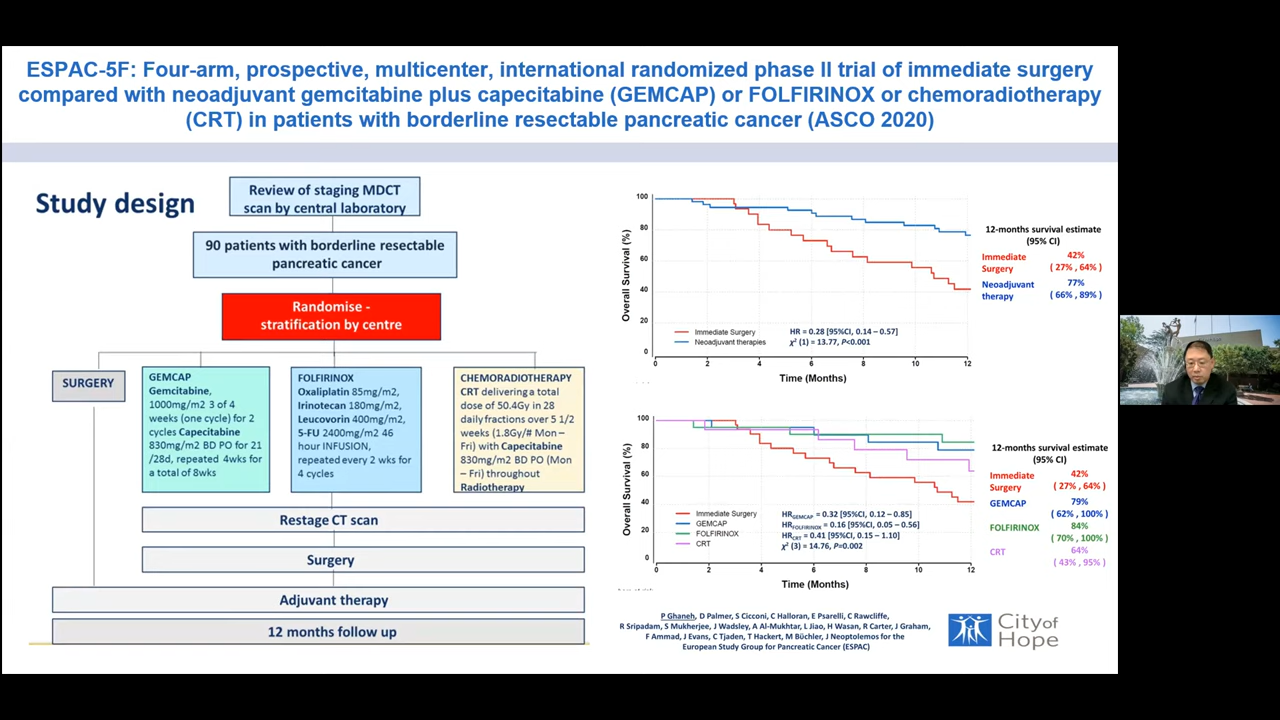 ESPAC-5F: Four-arm, prospective, multicenter, international randomized phase II trial of immediate surgery
compared with neoadjuvant gemcitabine plus capecitabine (GEMCAP) or FOLFIRINOX or chemoradiotherapy
(CRT) in patients with borderline resectable pancreatic cancer (ASCO 2020)
Study design
Review of staging MDCT
scan by central laboratory
90 patients with borderline resectable
pancreatic cancer
Randomise -
stratification by centre
SURGERY
GEMCAP
Gemcitabine,
1000mg/m2 3 of 4
weeks (one cycle) for 2
cycles Capecitabine
830mg/m2 BD PO for 21
/28d, repeated 4wks for
a total of 8wks
FOLFIRINOX
Oxaliplatin 85mg/m2,
Irinotecan 180mg/m2,
Leucovorin 400mg/m2,
5-FU 2400mg/m2 46
hour INFUSION,
repeated every 2 wks for
4 cycles
CHEMORADIOTHERAPY
CRT delivering a total
dose of 50.4Gy in 28
daily fractions over 5 1/2
weeks (1.8Gy/# Mon –
Fri) with Capecitabine
830mg/m2 BD PO (Mon
– Fri) throughout
Radiotherapy
Restage CT scan
Surgery
Adjuvant therapy
12 months follow up
Overall Survival (%)
100
80
60
40
20
0
Immediate Surgery
Neoadjuvant therapies
HR = 0.28 [95%CI, 0.14 – 0.57]
χ² (1) = 13.77, P<0.001
0 2 4 6 8 10 12
Time (Months)
12-months survival estimate
(95% CI)
Immediate
Surgery
42%
( 27% , 64% )
Neoadjuvant
therapy
77%
( 66% , 89% )
Overall Survival (%)
100
80
60
40
20
0
Immediate Surgery
GEMCAP
FOLFIRINOX
CRT
HRGEMCAP = 0.32 [95%CI, 0.12 – 0.85]
HRFOLFIRINOX = 0.16 [95%CI, 0.05 – 0.56]
HRCRT = 0.41 [95%CI, 0.15 – 1.10]
χ² (3) = 14.76, P=0.002
0 2 4 6 8 10 12
Time (Months)
12-months survival estimate
(95% CI)
Immediate
Surgery
42%
( 27% , 64% )
GEMCAP
79%
( 62% , 100% )
FOLFIRINOX
84%
( 70% , 100% )
CRT
64%
( 43% , 95% )
P Ghaneh, D Palmer, S Cicconi, C Halloran, E Psarelli, C Rawcliffe,
R Sripadam, S Mukherjee, J Wadsley, A Al-Mukhtar, L Jiao, H Wasan, R Carter, J Graham,
F Ammad, J Evans, C Tjaden, T Hackert, M Büchler, J Neoptolemos for the
European Study Group for Pancreatic Cancer (ESPAC)
City of
Hope